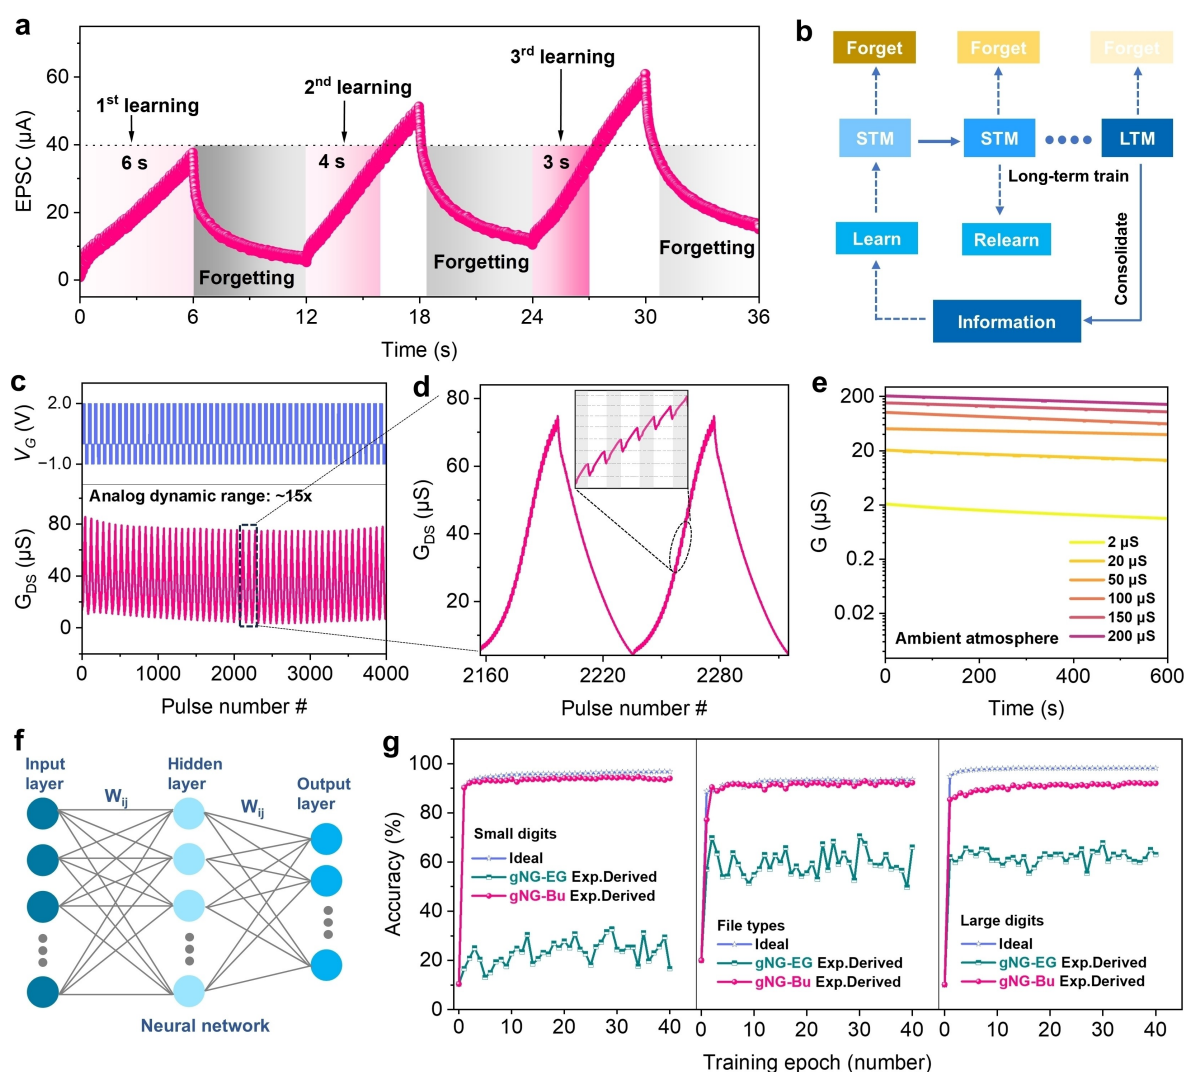 a
EPSC (µA)
60
40
20
0
1st learning
2nd learning
3rd learning
6 s
4 s
3 s
Forgetting
Forgetting
Forgetting
0 6 12 18 24 30 36
Time (s)
b
Forget Forget Forget
STM STM LTM
Long-term train
Learn Relearn
Consolidate
Information
c
VG (V)
2.0
−1.0
Analog dynamic range: ~15x
GDS (µS)
80
40
0
0 1000 2000 3000 4000
Pulse number #
d
GDS (µS)
80
60
40
20
2160 2220 2280
Pulse number #
e
G (µS)
200
20
2
0.2
0.02
2 µS
20 µS
50 µS
100 µS
150 µS
200 µS
Ambient atmosphere
0 200 400 600
Time (s)
f
Input
layer
Hidden
layer
Output
layer
Wij
Wij
Neural network
g
Accuracy (%)
100
80
60
40
20
0
Small digits
Ideal
gNG-EG Exp.Derived
gNG-Bu Exp.Derived
File types
Ideal
gNG-EG Exp.Derived
gNG-Bu Exp.Derived
Large digits
Ideal
gNG-EG Exp.Derived
gNG-Bu Exp.Derived
0 10 20 30 40 0 10 20 30 40 0 10 20 30 40
Training epoch (number)